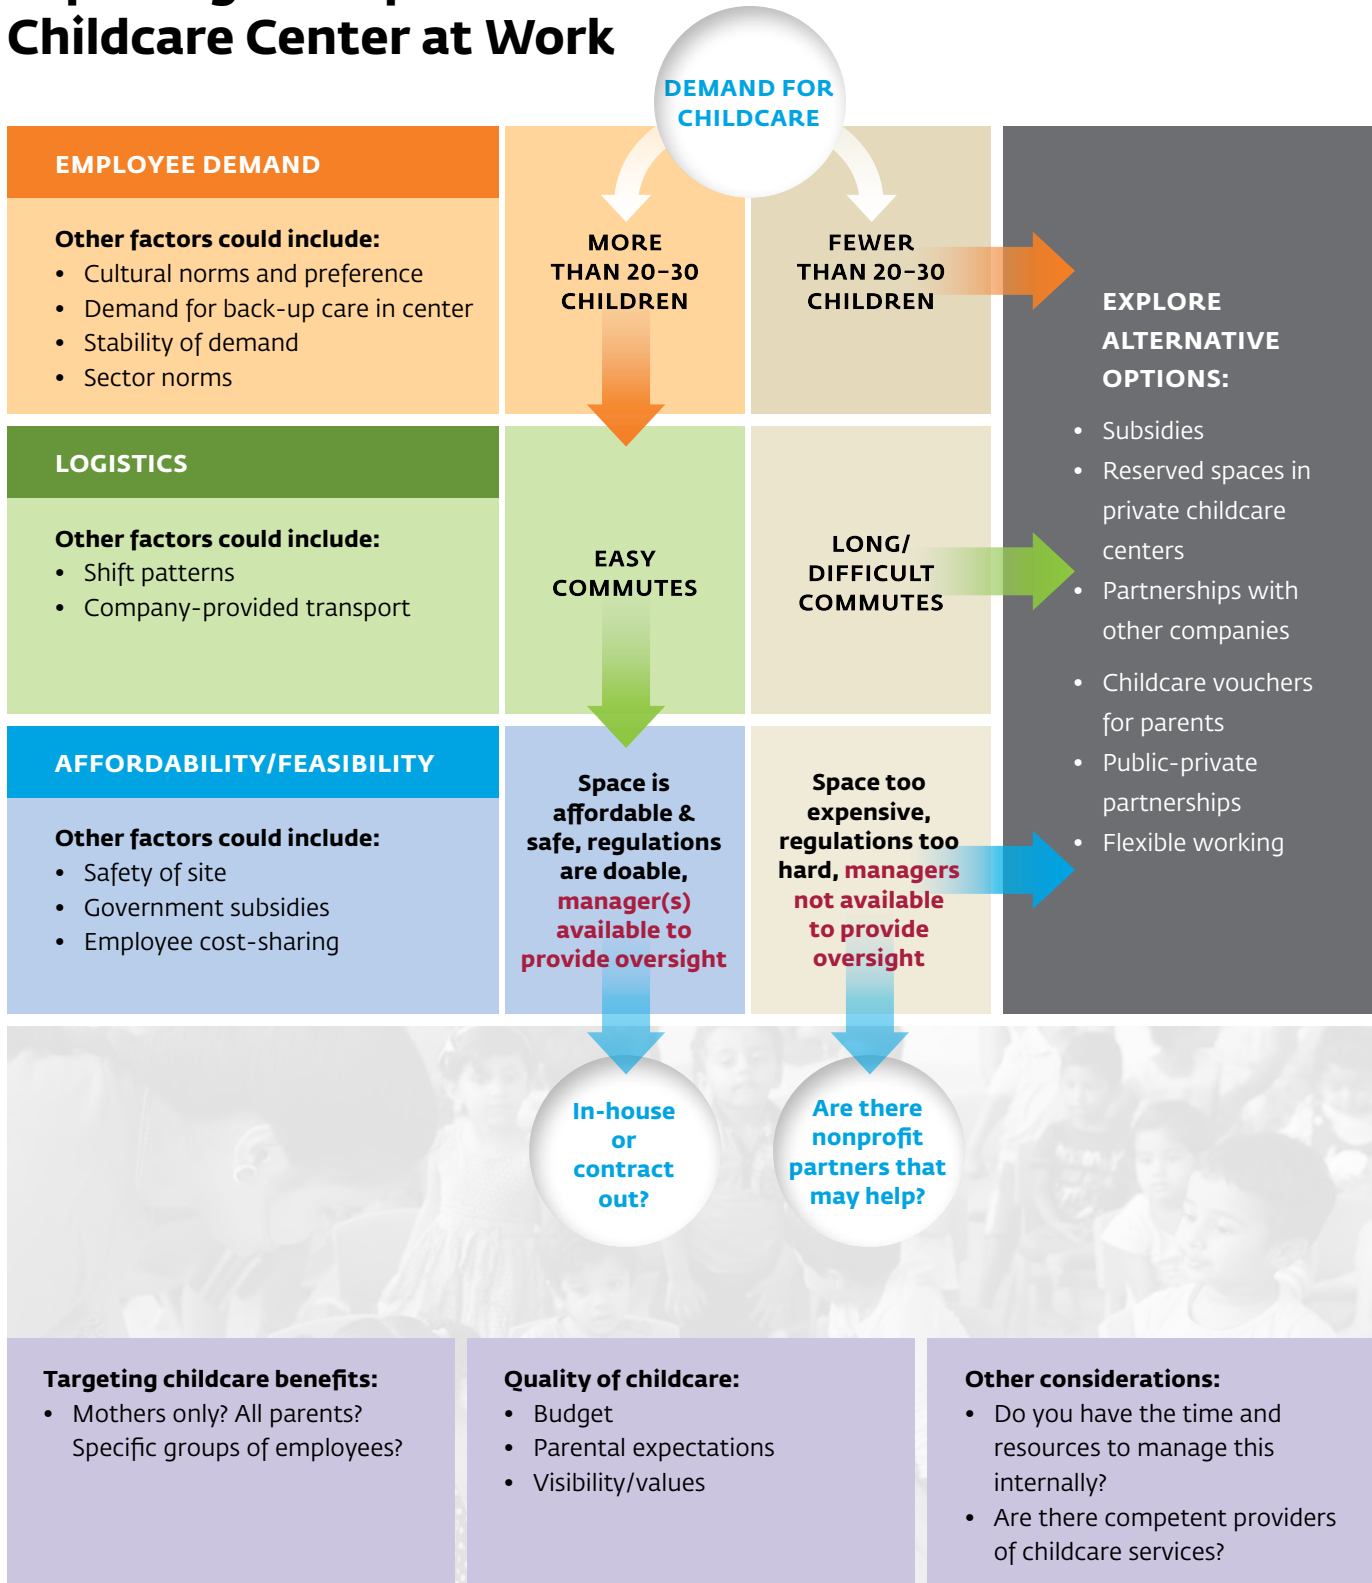 Childcare Center at Work
DEMAND FOR
CHILDCARE
EMPLOYEE DEMAND
Other factors could include:
• Cultural norms and preference
• Demand for back-up care in center
• Stability of demand
• Sector norms
MORE
THAN 20–30
CHILDREN
FEWER
THAN 20–30
CHILDREN
LOGISTICS
Other factors could include:
• Shift patterns
• Company-provided transport
EASY
COMMUTES
LONG/
DIFFICULT
COMMUTES
AFFORDABILITY/FEASIBILITY
Other factors could include:
• Safety of site
• Government subsidies
• Employee cost-sharing
Space is
affordable &
safe, regulations
are doable,
manager(s)
available to
provide oversight
Space too
expensive,
regulations too
hard, managers
not available
to provide
oversight
EXPLORE
ALTERNATIVE
OPTIONS:
• Subsidies
• Reserved spaces in
private childcare
centers
• Partnerships with
other companies
• Childcare vouchers
for parents
• Public-private
partnerships
• Flexible working
In-house
or
contract
out?
Are there
nonprofit
partners that
may help?
Targeting childcare benefits:
• Mothers only? All parents?
Specific groups of employees?
Quality of childcare:
• Budget
• Parental expectations
• Visibility/values
Other considerations:
• Do you have the time and
resources to manage this
internally?
• Are there competent providers
of childcare services?